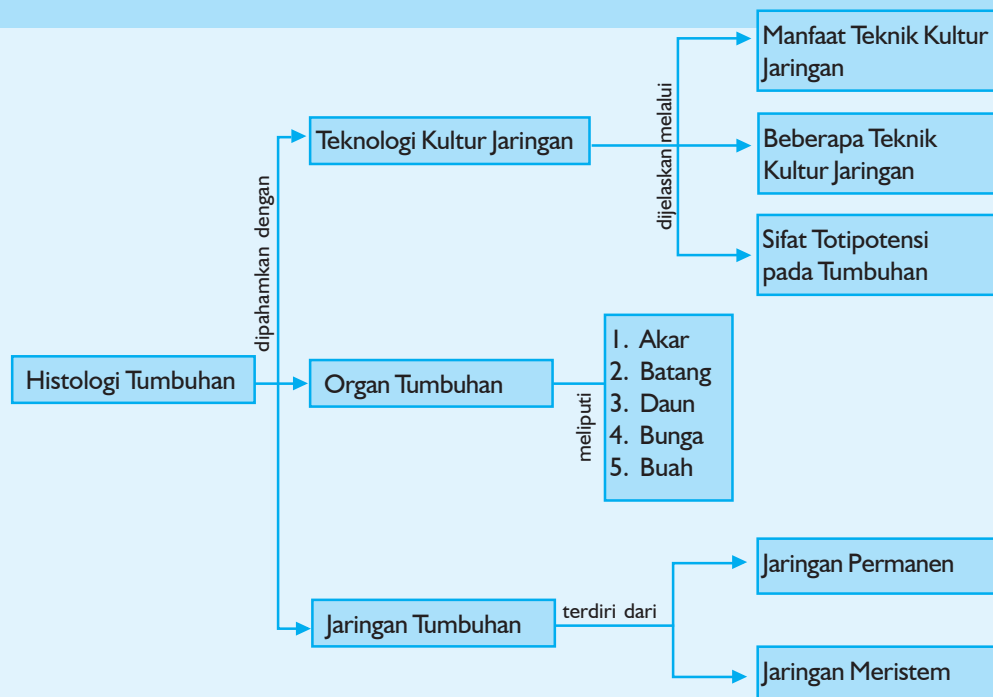 Histologi Tumbuhan
dipahamkan dengan
Teknologi Kultur Jaringan
dijelaskan melalui
Manfaat Teknik Kultur
Jaringan
Beberapa Teknik
Kultur Jaringan
Sifat Totipotensi
pada Tumbuhan
Organ Tumbuhan
meliputi
1. Akar
2. Batang
3. Daun
4. Bunga
5. Buah
Jaringan Tumbuhan
terdiri dari
Jaringan Permanen
Jaringan Meristem